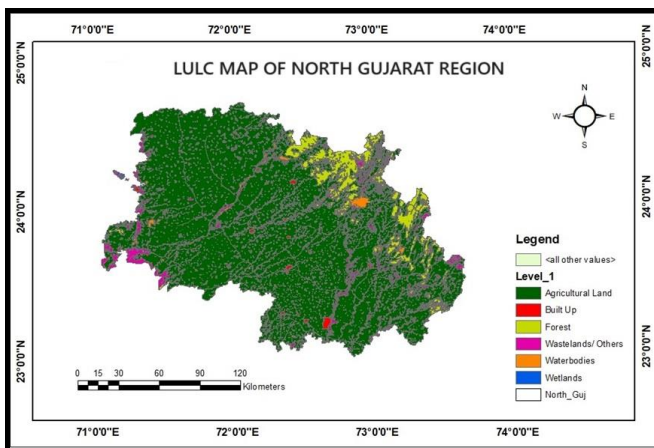 71°0'0"E 72°0'0"E 73°0'0"E 74°0'0"E
LULC MAP OF NORTH GUJARAT REGION
25°0'0"N
25°0'0"N
N
W E
S
24°0'0"N
24°0'0"N
Legend
<all other values>
Level_1
Agricultural Land
Built Up
Forest
Wastelands/ Others
Waterbodies
Wetlands
North_Guj
23°0'0"N
23°0'0"N
0 15 30 60 90 120
Kilometers
71°0'0"E 72°0'0"E 73°0'0"E 74°0'0"E